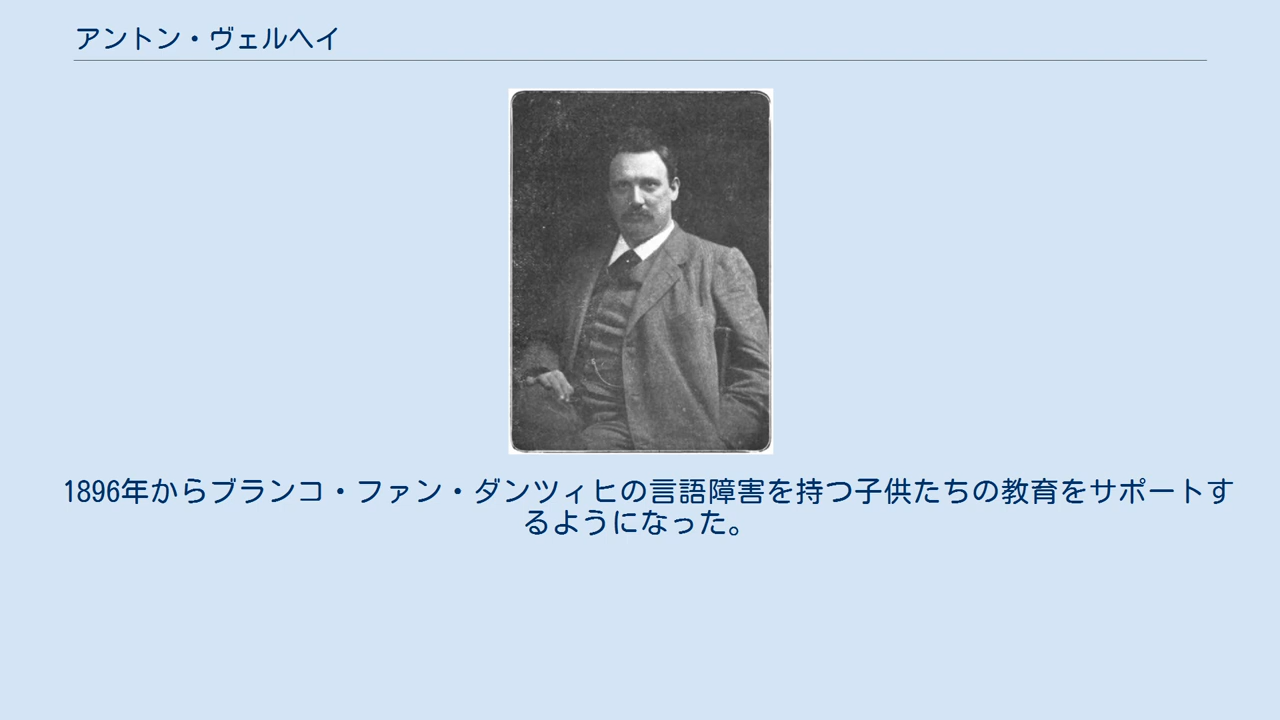 アントン・ヴェルヘイ
1896年からブランコ・ファン・ダンツィヒの言語障害を持つ子供たちの教育をサポートす
るようになった。